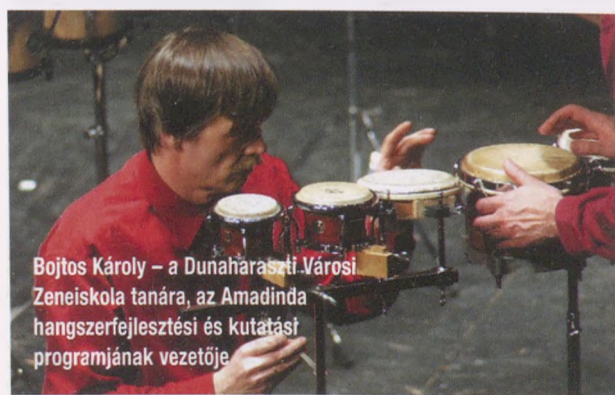 Bojtos Károly – a Dunaharaszti Városi
Zeneiskola tanára, az Amadinda
hangszerfejlesztési és kutatási
programjának vezetője